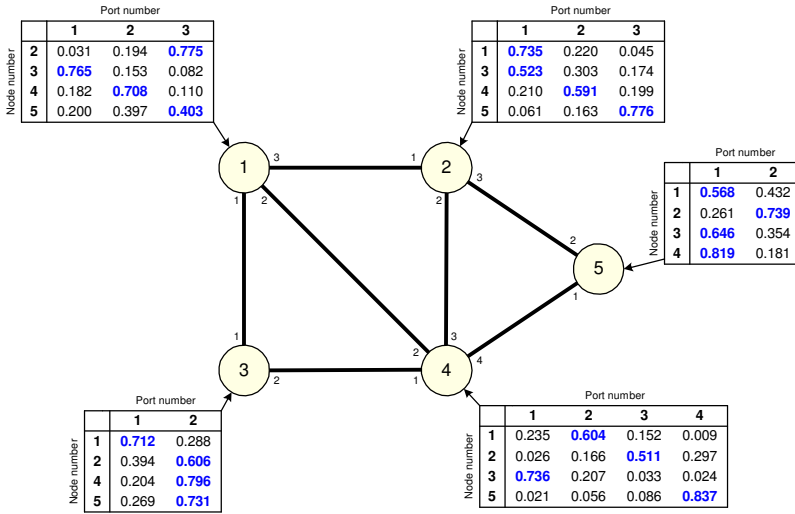 Port number
1 2 3
Node number
2 0.031 0.194 0.775
3 0.765 0.153 0.082
4 0.182 0.708 0.110
5 0.200 0.397 0.403
Port number
1 2 3
Node number
1 0.735 0.220 0.045
3 0.523 0.303 0.174
4 0.210 0.591 0.199
5 0.061 0.163 0.776
Port number
1 2
Node number
1 0.568 0.432
2 0.261 0.739
3 0.646 0.354
4 0.819 0.181
1 3 1 2
1 2 2 3
2 5
1
1 2 3
3 2 1 4 4
Port number
1 2
Node number
1 0.712 0.288
2 0.394 0.606
4 0.204 0.796
5 0.269 0.731
Port number
1 2 3 4
Node number
1 0.235 0.604 0.152 0.009
2 0.026 0.166 0.511 0.297
3 0.736 0.207 0.033 0.024
5 0.021 0.056 0.086 0.837